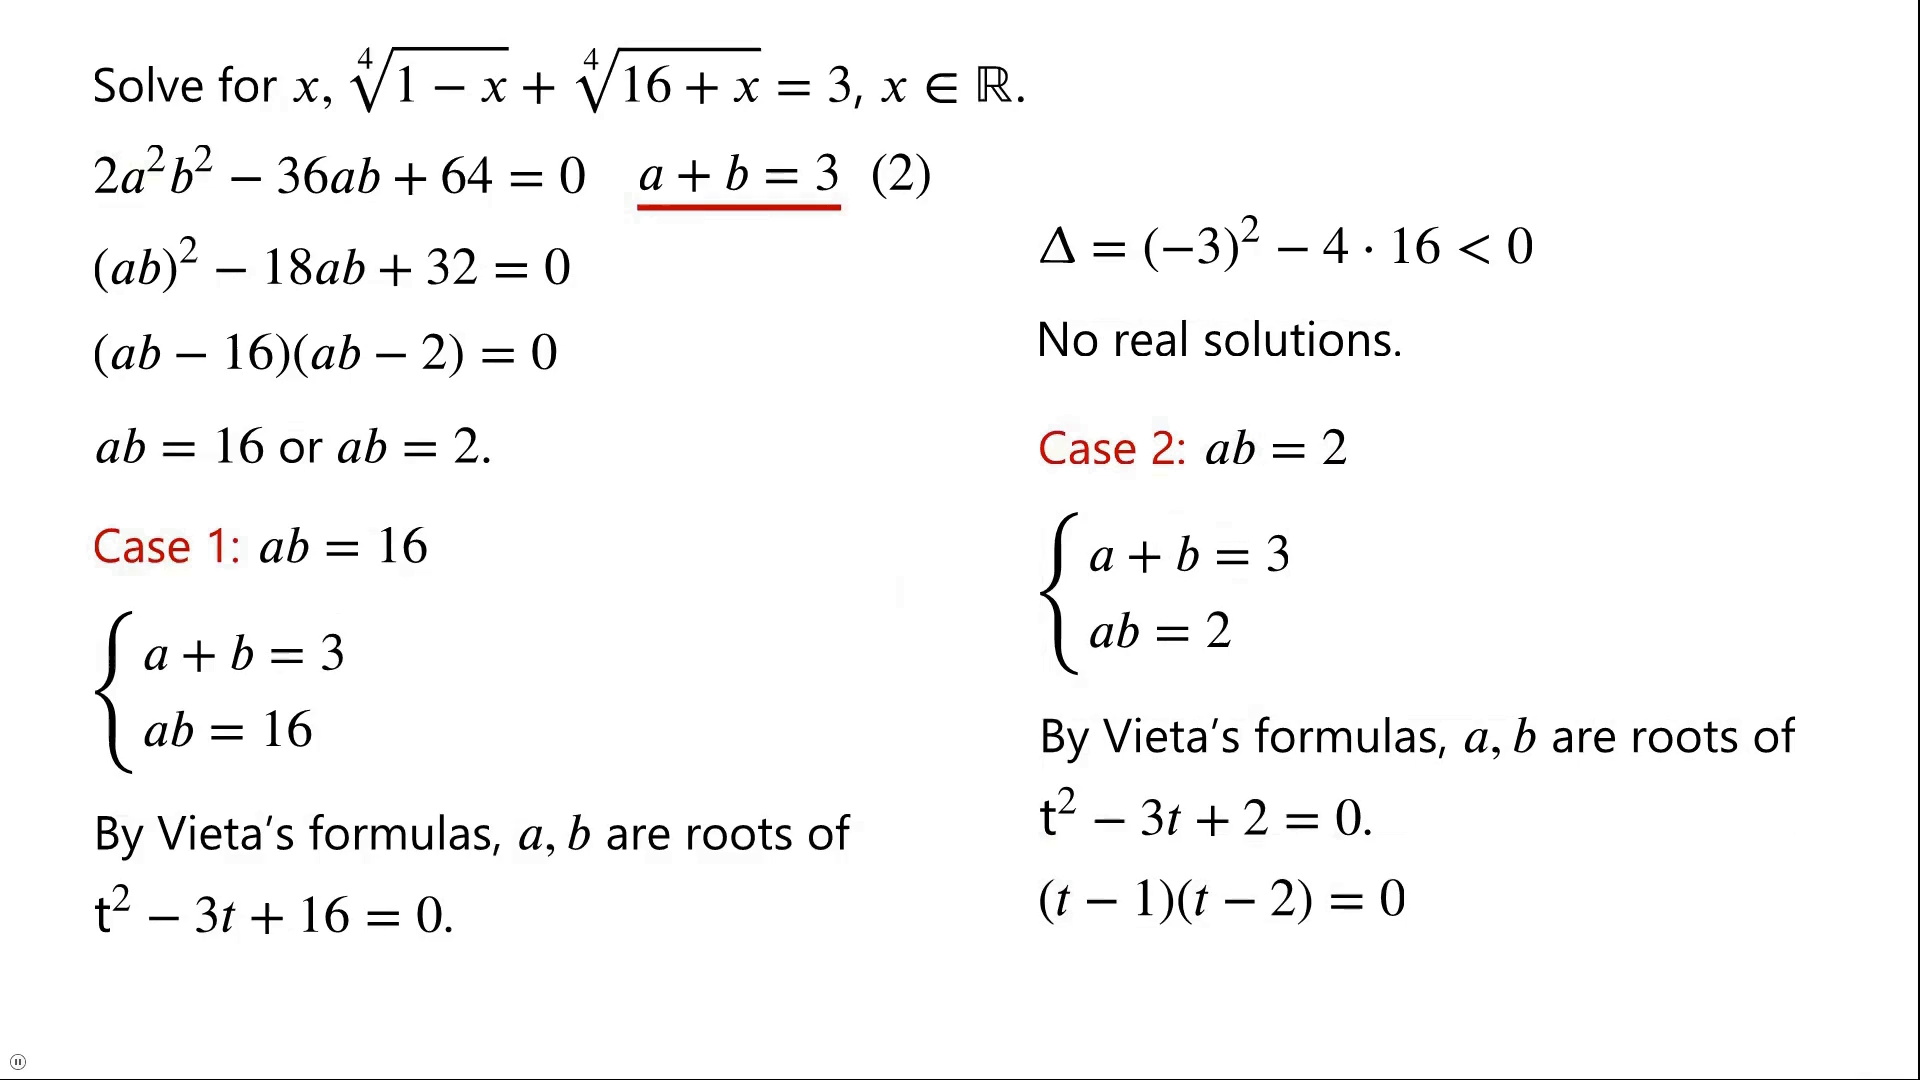 Solve for x, ∜(1 − x) + ∜(16 + x) = 3, x ∈ ℝ.
2a²b² − 36ab + 64 = 0 a + b = 3 (2)
(ab)² − 18ab + 32 = 0
(ab − 16)(ab − 2) = 0
ab = 16 or ab = 2.
Case 1: ab = 16
{ a + b = 3
ab = 16
By Vieta’s formulas, a, b are roots of
t² − 3t + 16 = 0.
Δ = (−3)² − 4 · 16 < 0
No real solutions.
Case 2: ab = 2
{ a + b = 3
ab = 2
By Vieta’s formulas, a, b are roots of
t² − 3t + 2 = 0.
(t − 1)(t − 2) = 0